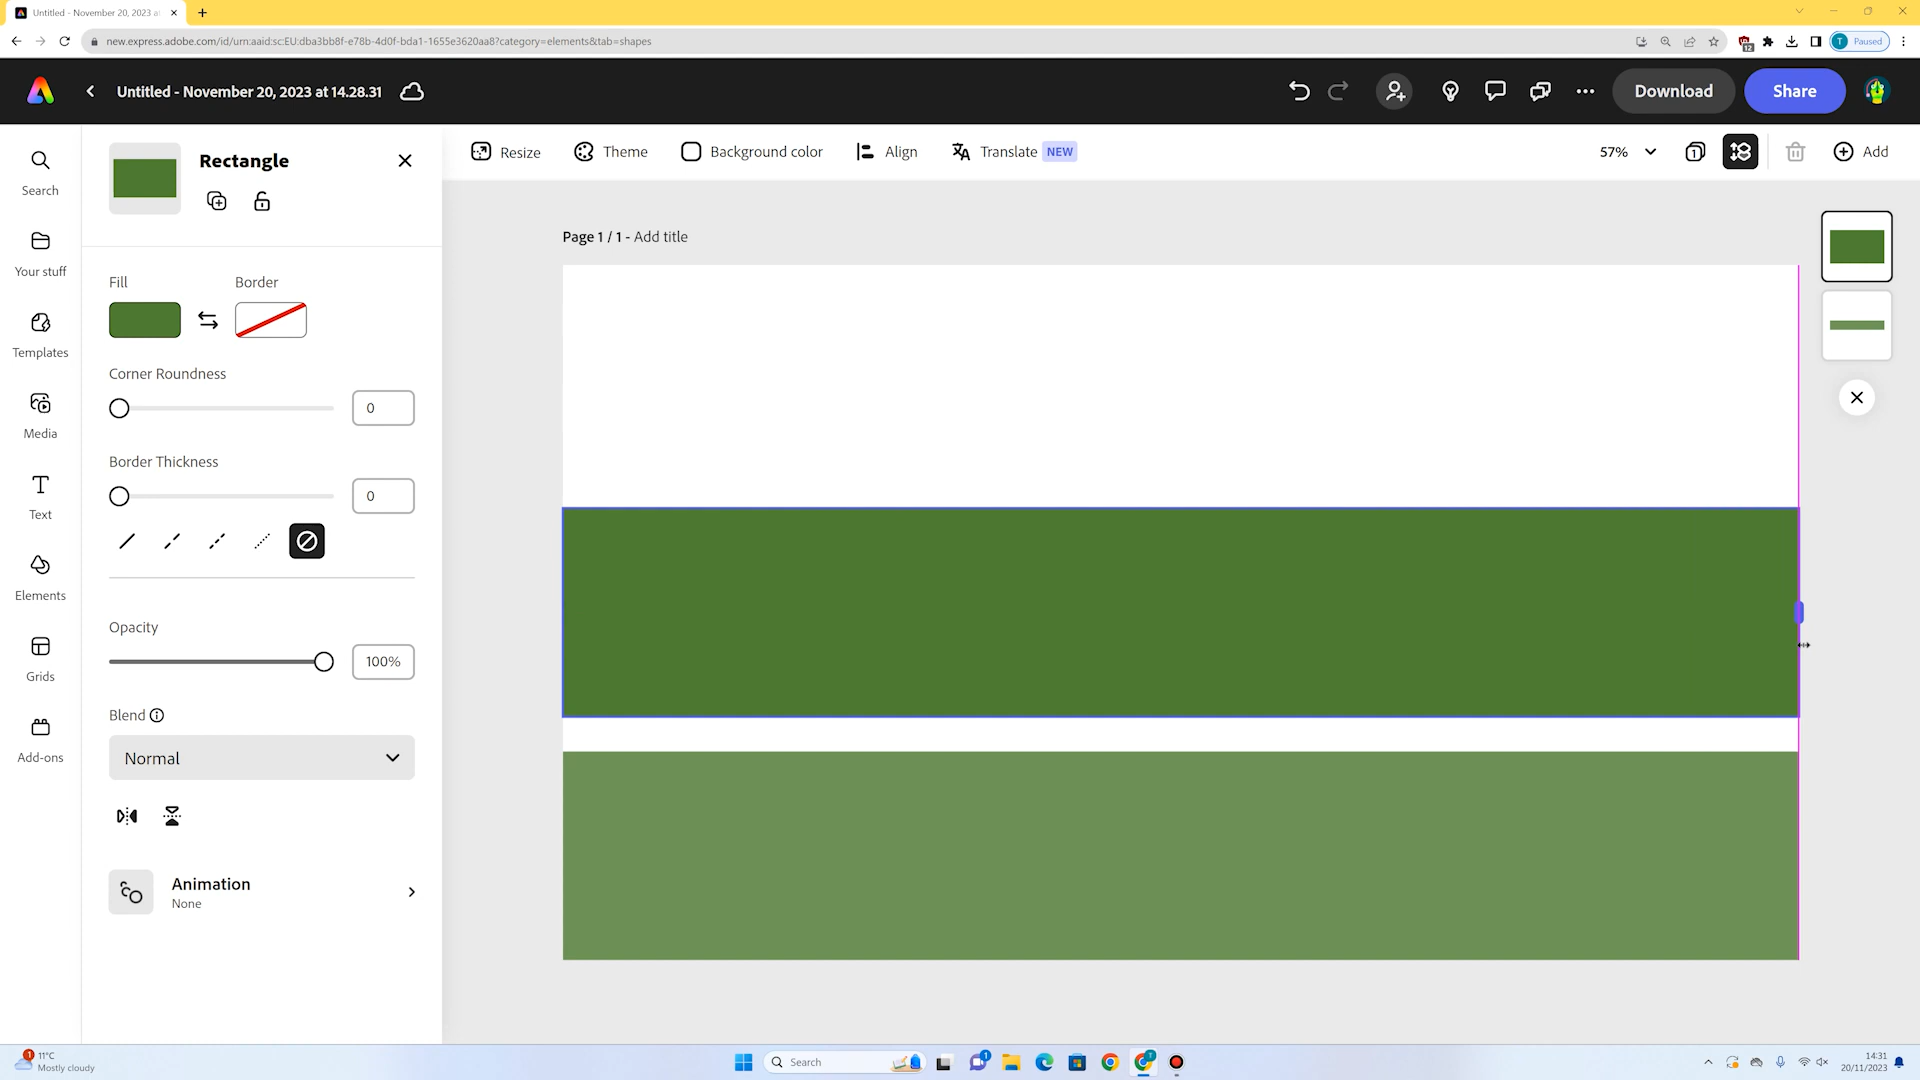 Untitled - November 20, 2023 a
new.express.adobe.com/id/urn:aaid:sc:EU:dba3bb8f-e78b-4d0f-bda1-1655e3620aa8?category=elements&tab=shapes
12
T Paused
Untitled - November 20, 2023 at 14.28.31
Download
Share
Search
Your stuff
Templates
Media
Text
Elements
Grids
Add-ons
Rectangle
Fill
Border
Corner Roundness
0
Border Thickness
0
Opacity
100%
Blend
Normal
Animation
None
Resize
Theme
Background color
Align
Translate NEW
57%
1
Add
Page 1 / 1 - Add title
1
11°C
Mostly cloudy
Search
1
T
14:31
20/11/2023